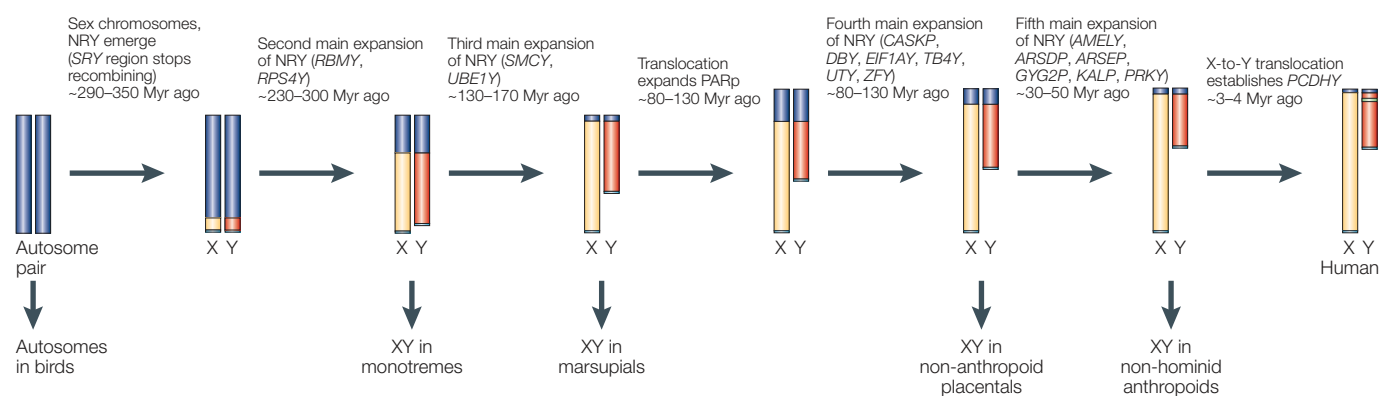 Sex chromosomes,
NRY emerge
(SRY region stops
recombining)
~290–350 Myr ago
Second main expansion
of NRY (RBMY,
RPS4Y)
~230–300 Myr ago
Third main expansion
of NRY (SMCY,
UBE1Y)
~130–170 Myr ago
Translocation
expands PARp
~80–130 Myr ago
Fourth main expansion
of NRY (CASKP,
DBY, EIF1AY, TB4Y,
UTY, ZFY)
~80–130 Myr ago
Fifth main expansion
of NRY (AMELY,
ARSDP, ARSEP,
GYG2P, KALP, PRKY)
~30–50 Myr ago
X-to-Y translocation
establishes PCDHY
~3–4 Myr ago
Autosome
pair
X Y
X Y
X Y
X Y
X Y
X Y
X Y
Human
Autosomes
in birds
XY in
monotremes
XY in
marsupials
XY in
non-anthropoid
placentals
XY in
non-hominid
anthropoids